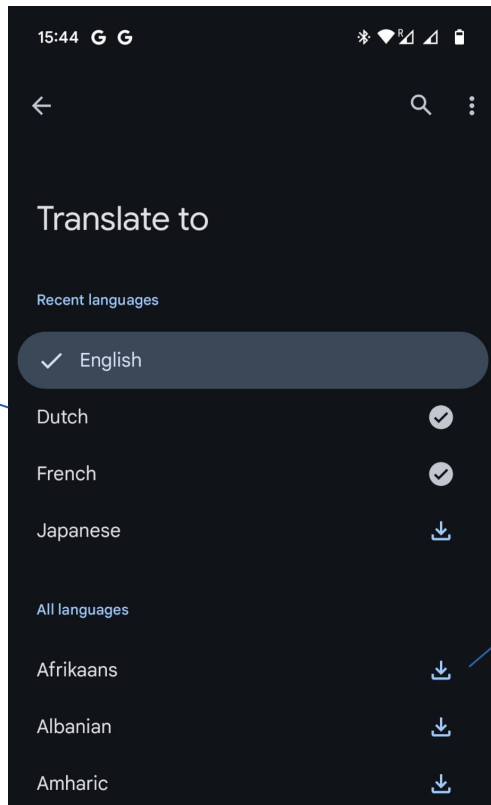 15:44 G G
R
Translate to
Recent languages
English
Dutch
French
Japanese
All languages
Afrikaans
Albanian
Amharic